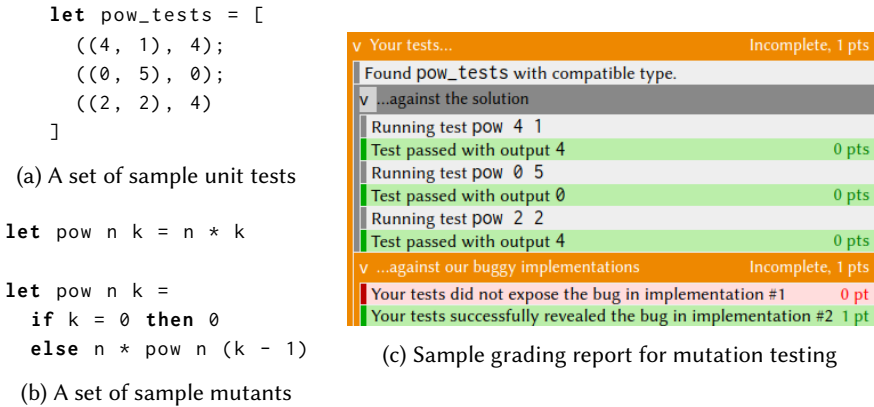 let pow_tests = [
((4, 1), 4);
((0, 5), 0);
((2, 2), 4)
]
(a) A set of sample unit tests
let pow n k = n * k
let pow n k =
if k = 0 then 0
else n * pow n (k - 1)
(b) A set of sample mutants
v Your tests... Incomplete, 1 pts
Found pow_tests with compatible type.
v ...against the solution
Running test pow 4 1
Test passed with output 4 0 pts
Running test pow 0 5
Test passed with output 0 0 pts
Running test pow 2 2
Test passed with output 4 0 pts
v ...against our buggy implementations Incomplete, 1 pts
Your tests did not expose the bug in implementation #1 0 pt
Your tests successfully revealed the bug in implementation #2 1 pt
(c) Sample grading report for mutation testing